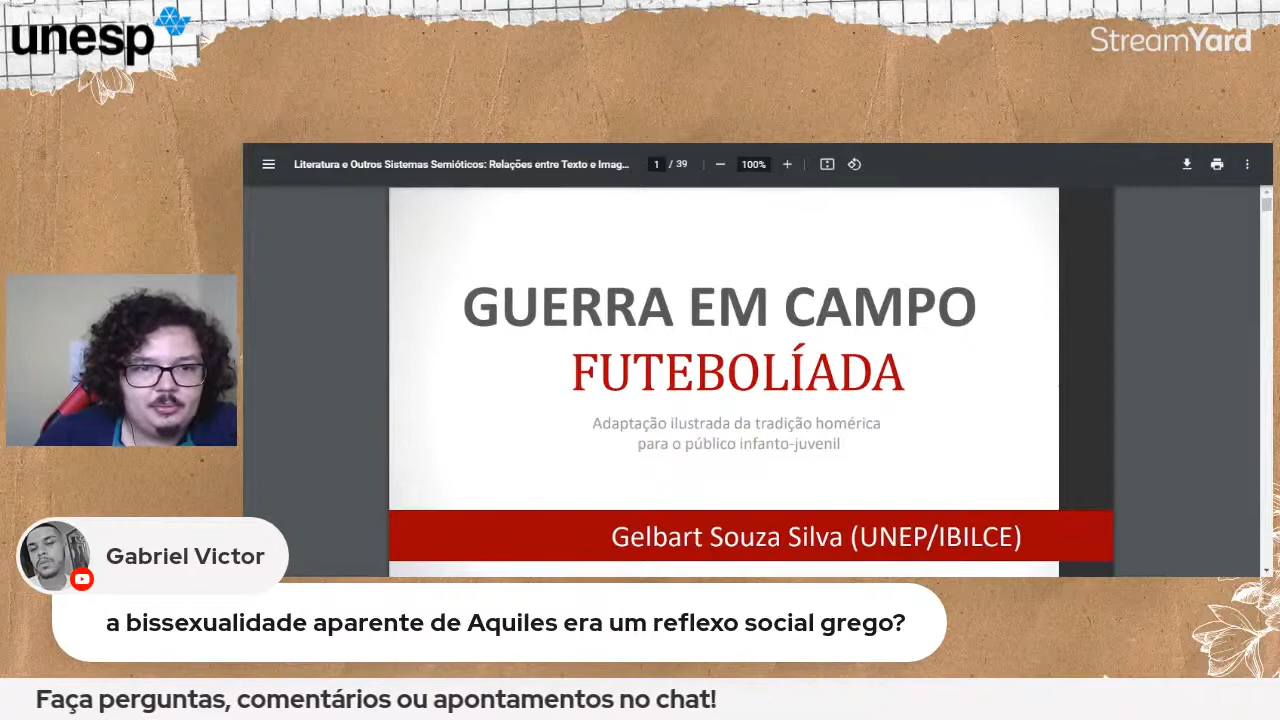 unesp
StreamYard
Literatura e Outros Sistemas Semióticos: Relações entre Texto e Imag...
1 / 39
100%
GUERRA EM CAMPO
FUTEBOLÍADA
Adaptação ilustrada da tradição homérica
para o público infanto-juvenil
Gelbart Souza Silva (UNEP/IBILCE)
Gabriel Victor
a bissexualidade aparente de Aquiles era um reflexo social grego?
Faça perguntas, comentários ou apontamentos no chat!